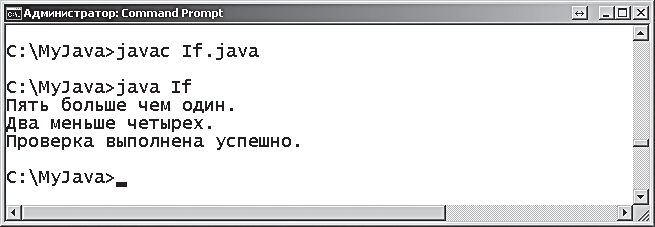 Администратор: Command Prompt
C:\MyJava>javac If.java
C:\MyJava>java If
Пять больше чем один.
Два меньше четырех.
Проверка выполнена успешно.
C:\MyJava>